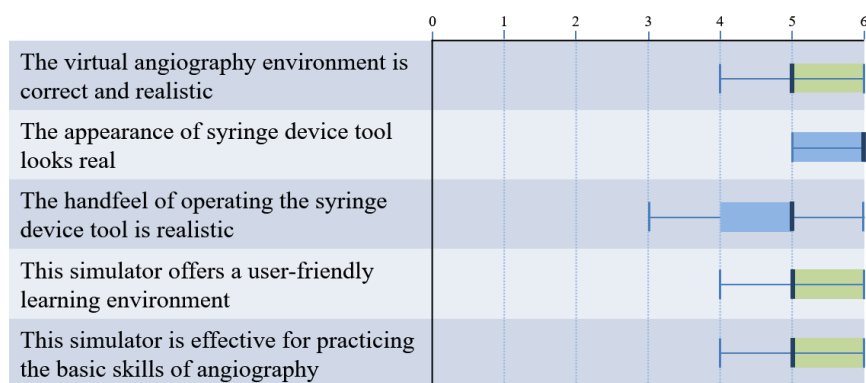 0 1 2 3 4 5 6
The virtual angiography environment is
correct and realistic
The appearance of syringe device tool
looks real
The handfeel of operating the syringe
device tool is realistic
This simulator offers a user-friendly
learning environment
This simulator is effective for practicing
the basic skills of angiography